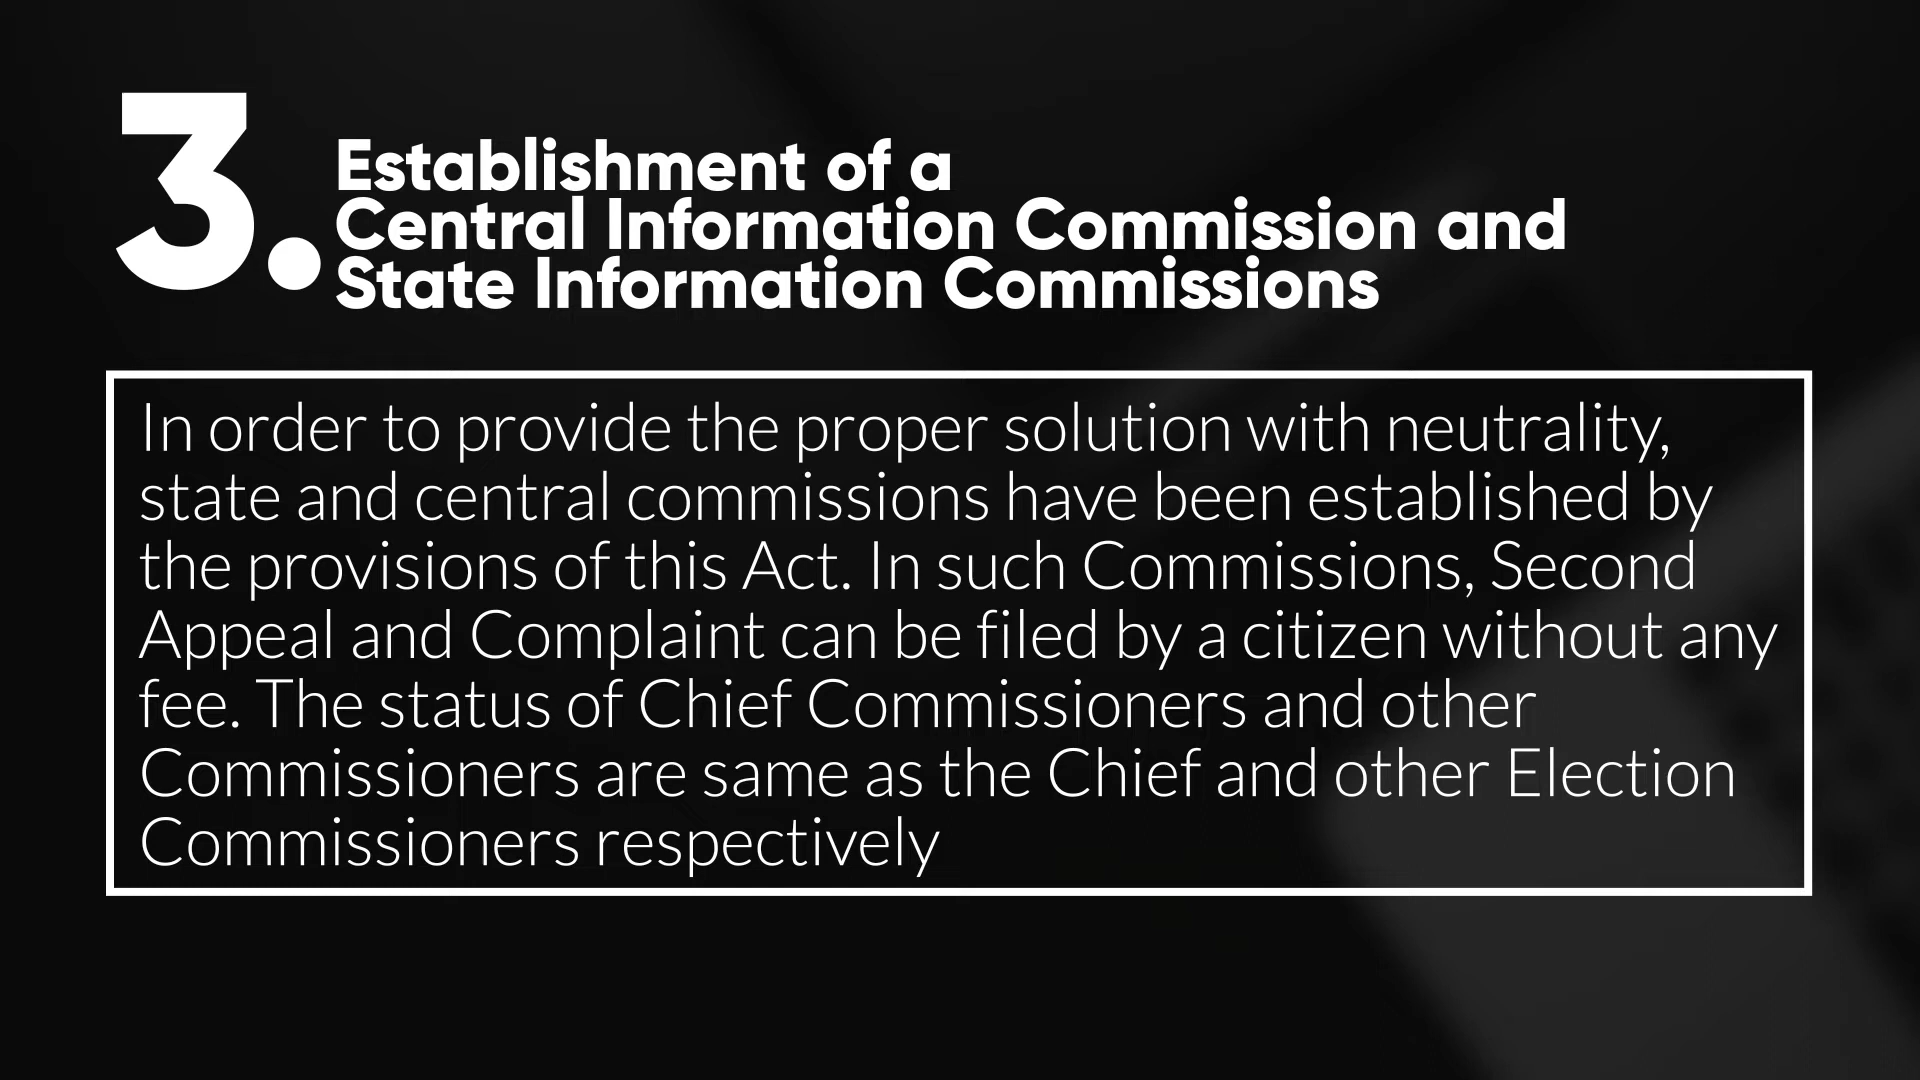 3.
Establishment of a
Central Information Commission and
State Information Commissions
In order to provide the proper solution with neutrality,
state and central commissions have been established by
the provisions of this Act. In such Commissions, Second
Appeal and Complaint can be filed by a citizen without any
fee. The status of Chief Commissioners and other
Commissioners are same as the Chief and other Election
Commissioners respectively